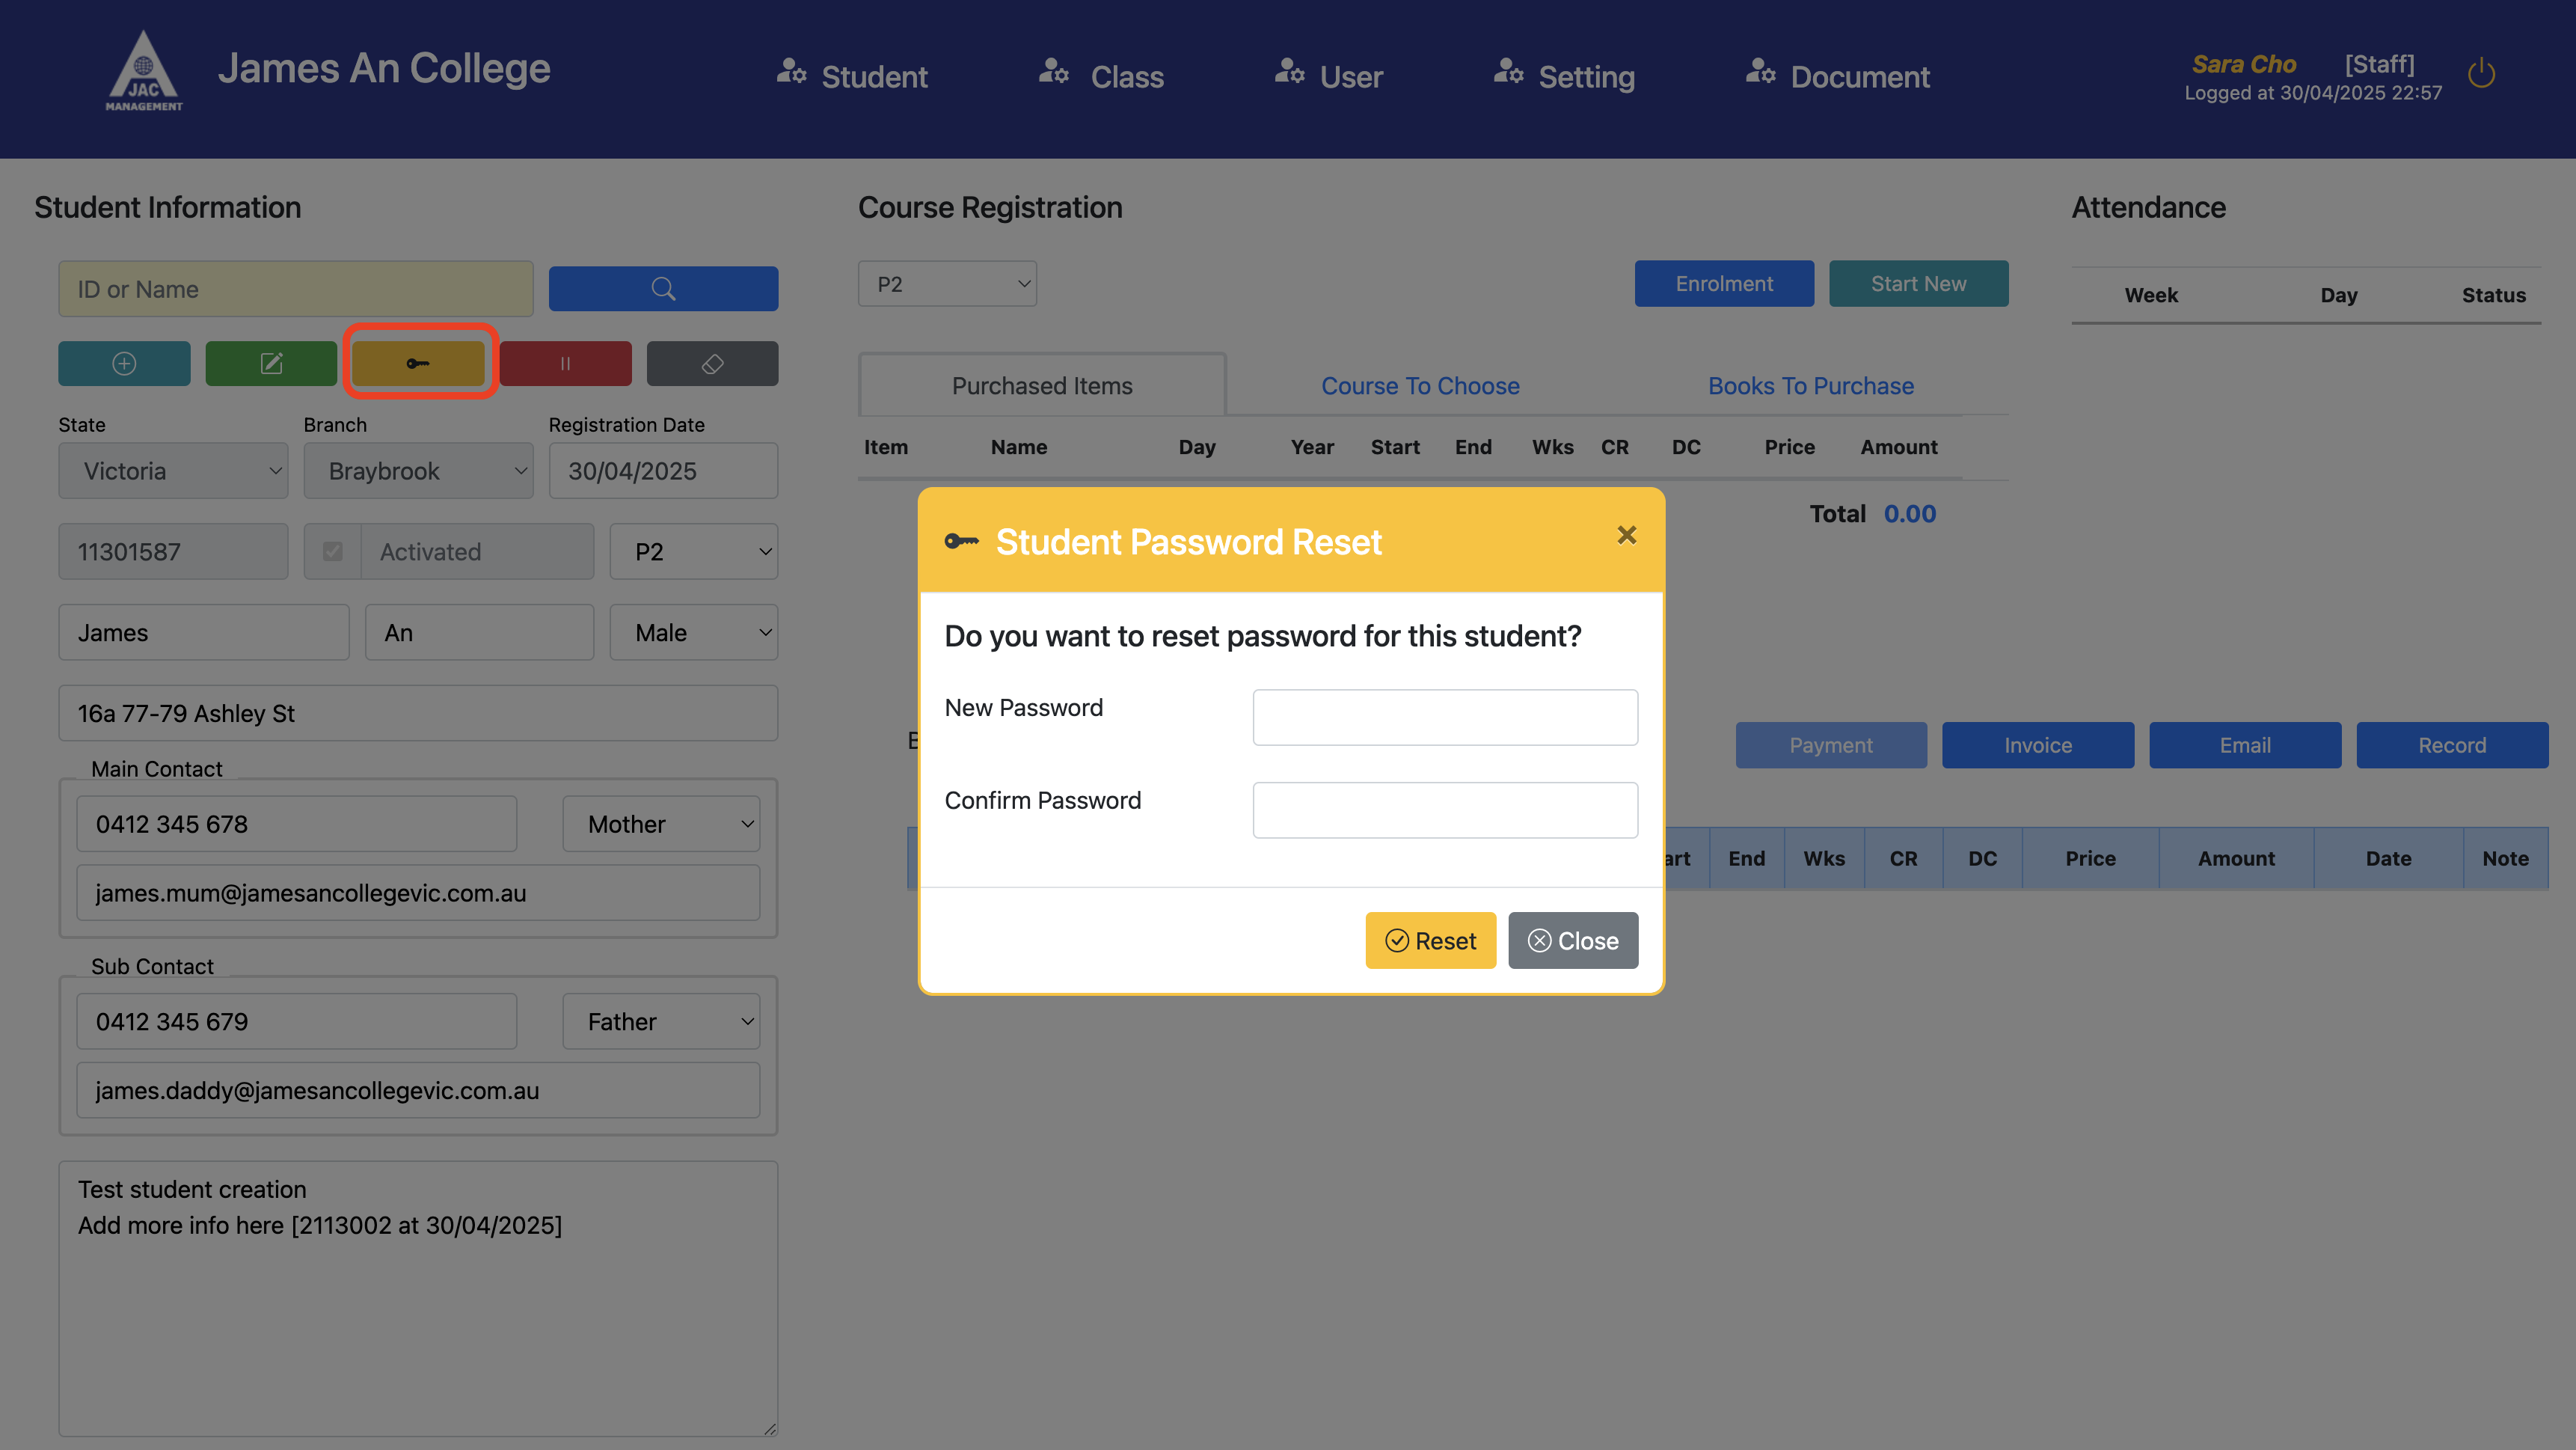 JAC
MANAGEMENT
James An College
Student
Class
User
Setting
Document
Sara Cho [Staff]
Logged at 30/04/2025 22:57
Student Information
ID or Name
State Branch Registration Date
Victoria Braybrook 30/04/2025
11301587 Activated P2
James An Male
16a 77-79 Ashley St
Main Contact
0412 345 678 Mother
james.mum@jamesancollegevic.com.au
Sub Contact
0412 345 679 Father
james.daddy@jamesancollegevic.com.au
Test student creation
Add more info here [2113002 at 30/04/2025]
Course Registration
P2 Enrolment Start New
Purchased Items Course To Choose Books To Purchase
Item Name Day Year Start End Wks CR DC Price Amount
Total 0.00
Attendance
Week Day Status
Student Password Reset
Do you want to reset password for this student?
New Password
Confirm Password
Reset Close
Payment Invoice Email Record
End Wks CR DC Price Amount Date Note